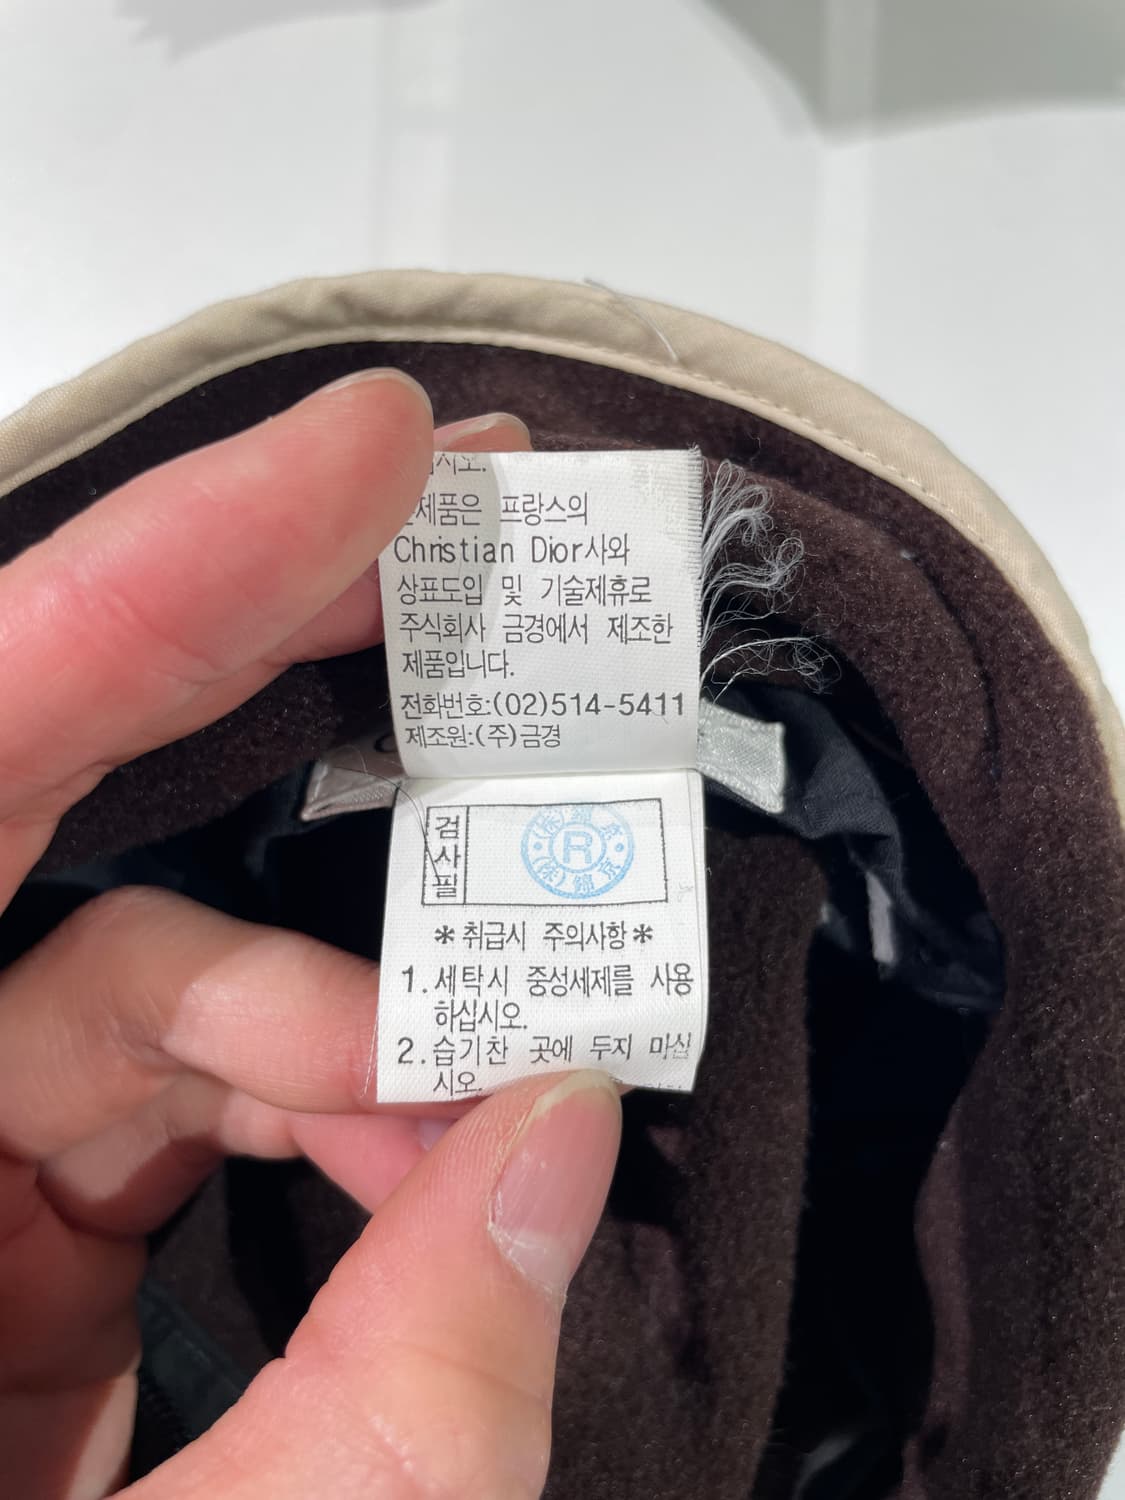 제품은 프랑스의
Christian Dior사와
상표도입 및 기술제휴로
주식회사 금경에서 제조한
제품입니다.
전화번호:(02)514-5411
제조원:(주)금경
검사필
R
(株)錦京
*취급시 주의사항*
1.세탁시 중성세제를 사용
하십시오.
2.습기찬 곳에 두지 마십
시오.